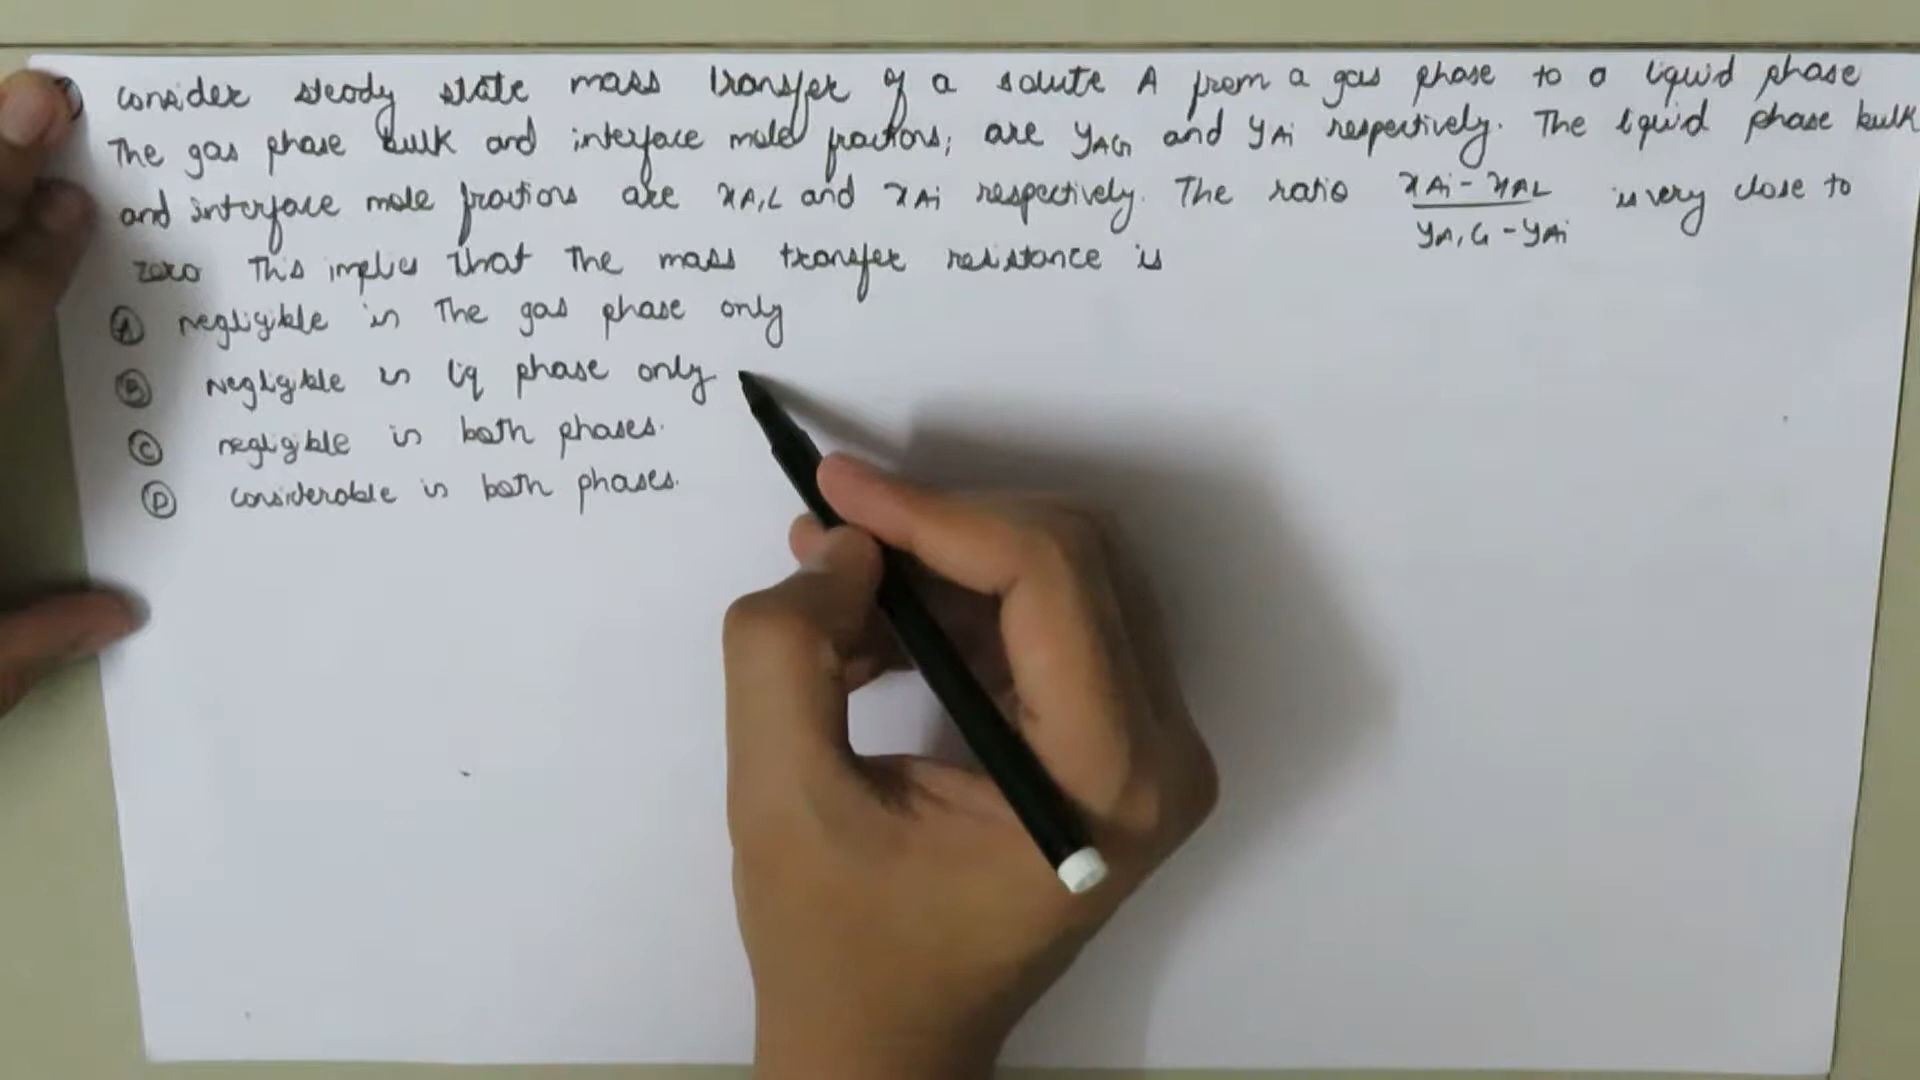 consider steady state mass transfer of a solute A from a gas phase to a liquid phase
The gas phase bulk and interface mole fractions; are yAG and yAi respectively. The liquid phase bulk
and interface mole fractions are xA,L and xAi respectively. The ratio xAi - xAL / yA,G - yAi is very close to
zero This implies that The mass transfer resistance is
(A) negligible in The gas phase only
(B) Negligible in liq phase only
(C) negligible in both phases.
(D) considerable in both phases.